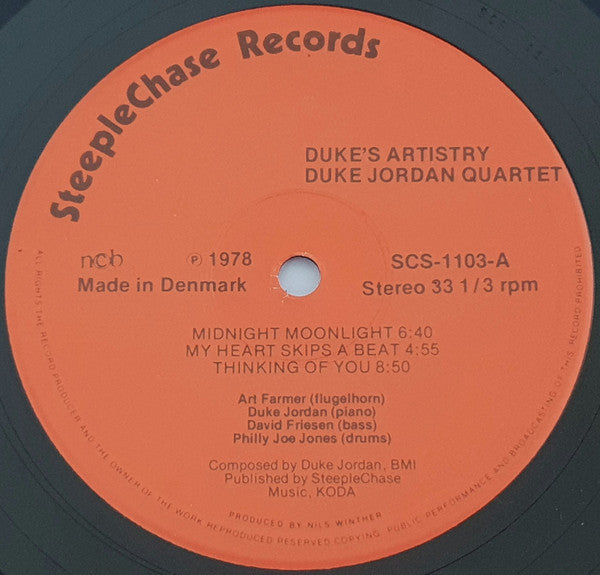 SteepleChase Records
DUKE'S ARTISTRY
DUKE JORDAN QUARTET
ncb
℗ 1978
SCS-1103-A
Made in Denmark
Stereo 33 1/3 rpm
MIDNIGHT MOONLIGHT 6:40
MY HEART SKIPS A BEAT 4:55
THINKING OF YOU 8:50
Art Farmer (flugelhorn)
Duke Jordan (piano)
David Friesen (bass)
Philly Joe Jones (drums)
Composed by Duke Jordan, BMI
Published by SteepleChase
Music, KODA
PRODUCED BY NILS WINTHER
ALL RIGHTS THE RECORD PRODUCER AND THE OWNER OF THE WORK REPRODUCED RESERVED COPYING, PUBLIC PERFORMANCE AND BROADCASTING OF THIS RECORD PROHIBITED